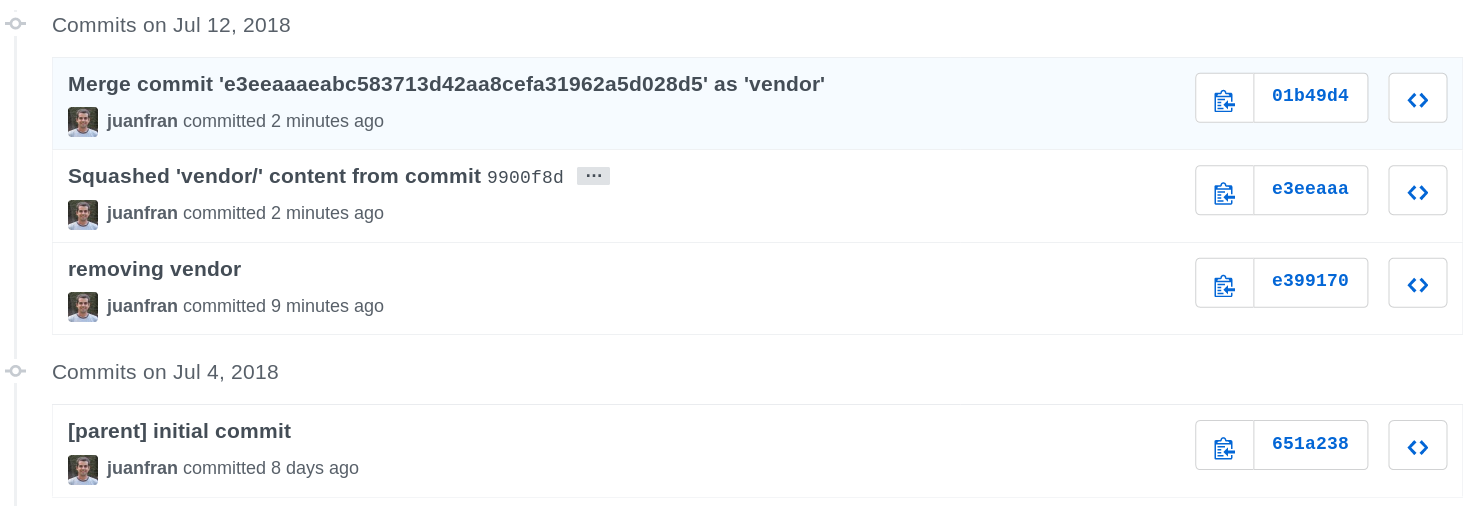 Commits on Jul 12, 2018
Merge commit 'e3eeaaaeabc583713d42aa8cefa31962a5d028d5' as 'vendor'
juanfran committed 2 minutes ago
01b49d4
Squashed 'vendor/' content from commit 9900f8d …
juanfran committed 2 minutes ago
e3eeaaa
removing vendor
juanfran committed 9 minutes ago
e399170
Commits on Jul 4, 2018
[parent] initial commit
juanfran committed 8 days ago
651a238